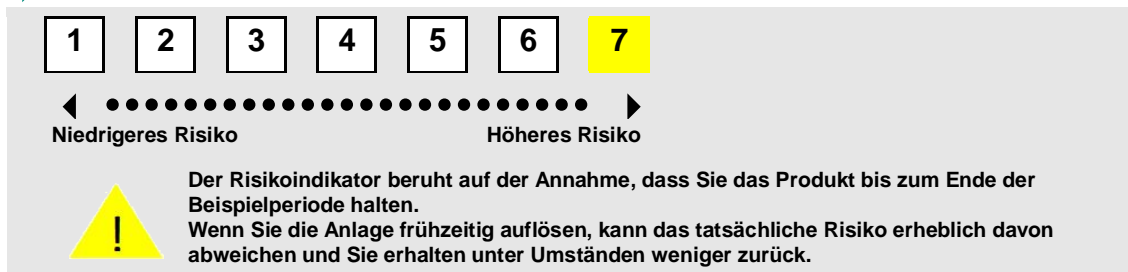 1 2 3 4 5 6 7
Niedrigeres Risiko Höheres Risiko
Der Risikoindikator beruht auf der Annahme, dass Sie das Produkt bis zum Ende der
Beispielperiode halten.
! Wenn Sie die Anlage frühzeitig auflösen, kann das tatsächliche Risiko erheblich davon
abweichen und Sie erhalten unter Umständen weniger zurück.